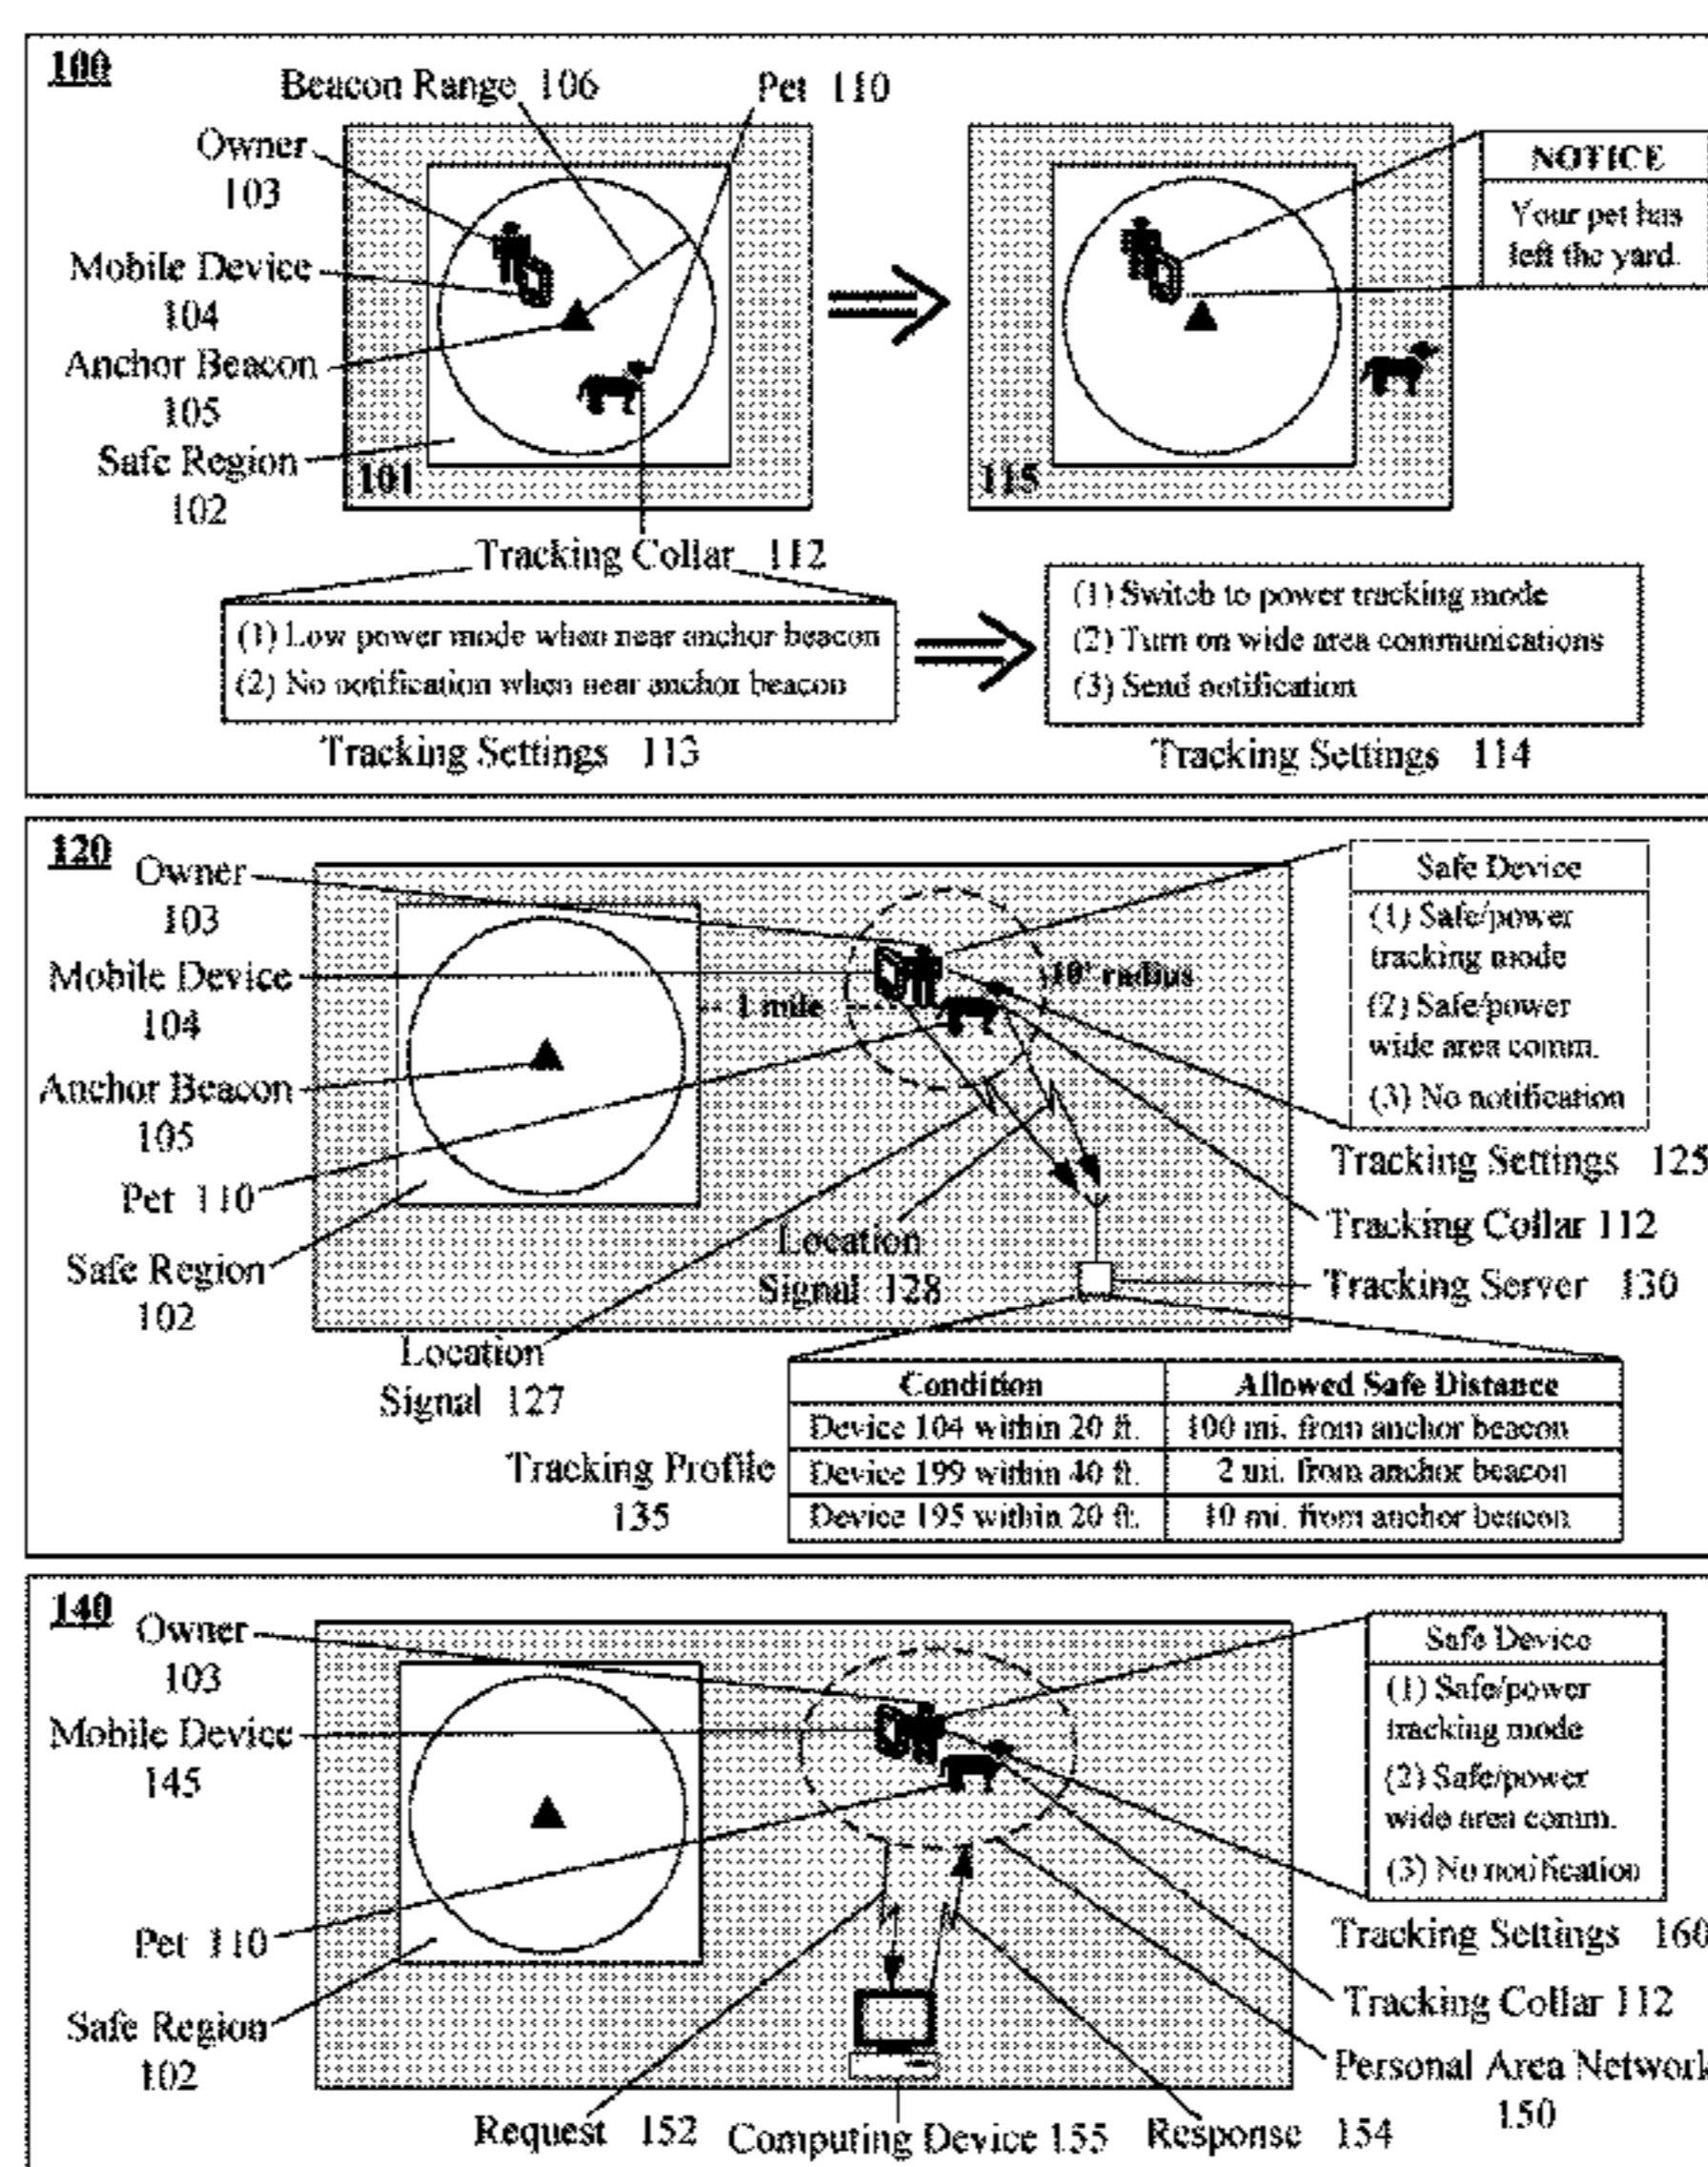 100
Beacon Range 106
Pet 110
Owner
103
Mobile Device
104
Anchor Beacon
105
Safe Region
102
101
115
NOTICE
Your pet has
left the yard.
Tracking Collar 112
(1) Low power mode when near anchor beacon
(2) No notification when near anchor beacon
Tracking Settings 113
(1) Switch to power tracking mode
(2) Turn on wide area communications
(3) Send notification
Tracking Settings 114
120
Owner
103
Mobile Device
104
Anchor Beacon
105
Pet 110
Safe Region
102
1 mile
10' radius
Safe Device
(1) Safe/power
tracking mode
(2) Safe/power
wide area comm.
(3) No notification
Tracking Settings 125
Tracking Collar 112
Tracking Server 130
Location
Signal 128
Location
Signal 127
Tracking Profile
135
Condition Allowed Safe Distance
Device 104 within 20 ft. 100 mi. from anchor beacon
Device 199 within 40 ft. 2 mi. from anchor beacon
Device 195 within 20 ft. 10 mi. from anchor beacon
140
Owner
103
Mobile Device
145
Pet 110
Safe Region
102
Safe Device
(1) Safe/power
tracking mode
(2) Safe/power
wide area comm.
(3) No notification
Tracking Settings 160
Tracking Collar 112
Personal Area Network
150
Request 152
Computing Device 155
Response 154